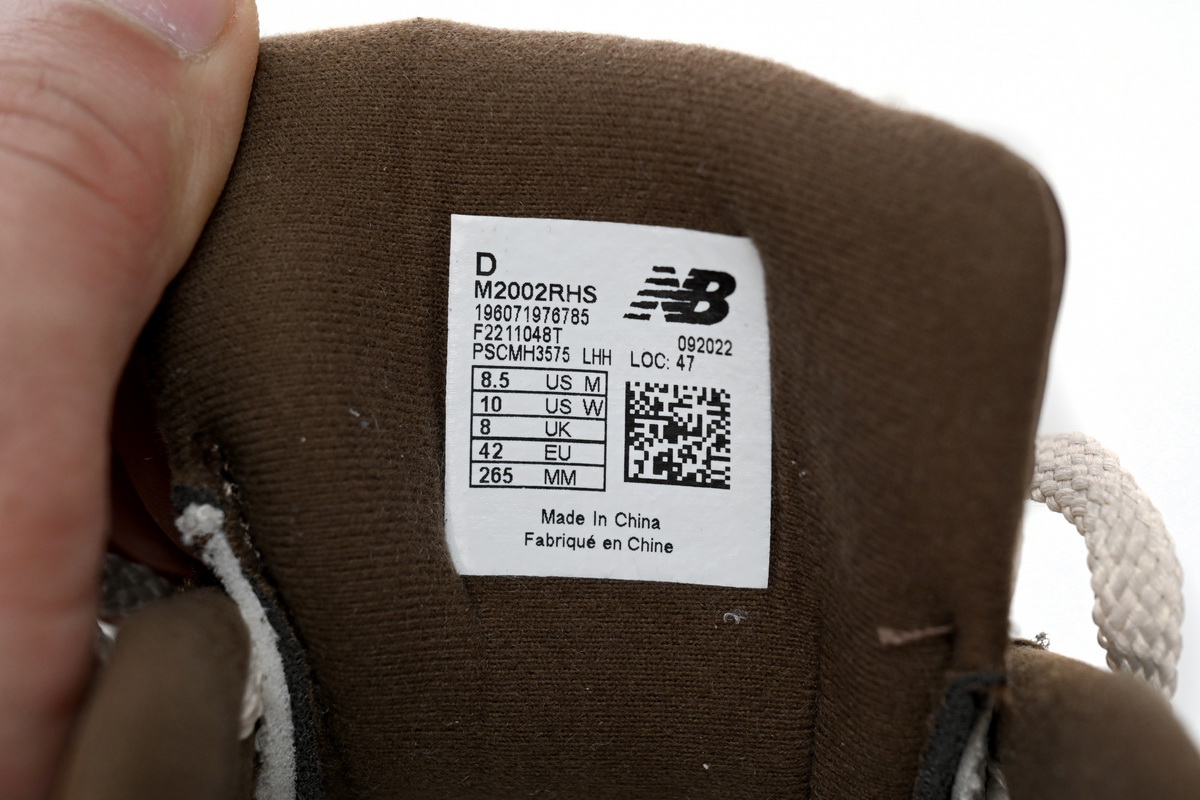 D
M2002RHS
NB
196071976785
F2211048T
092022
PSCMH3575 LHH LOC: 47
8.5 US M
10 US W
8 UK
42 EU
265 MM
Made In China
Fabriqué en Chine